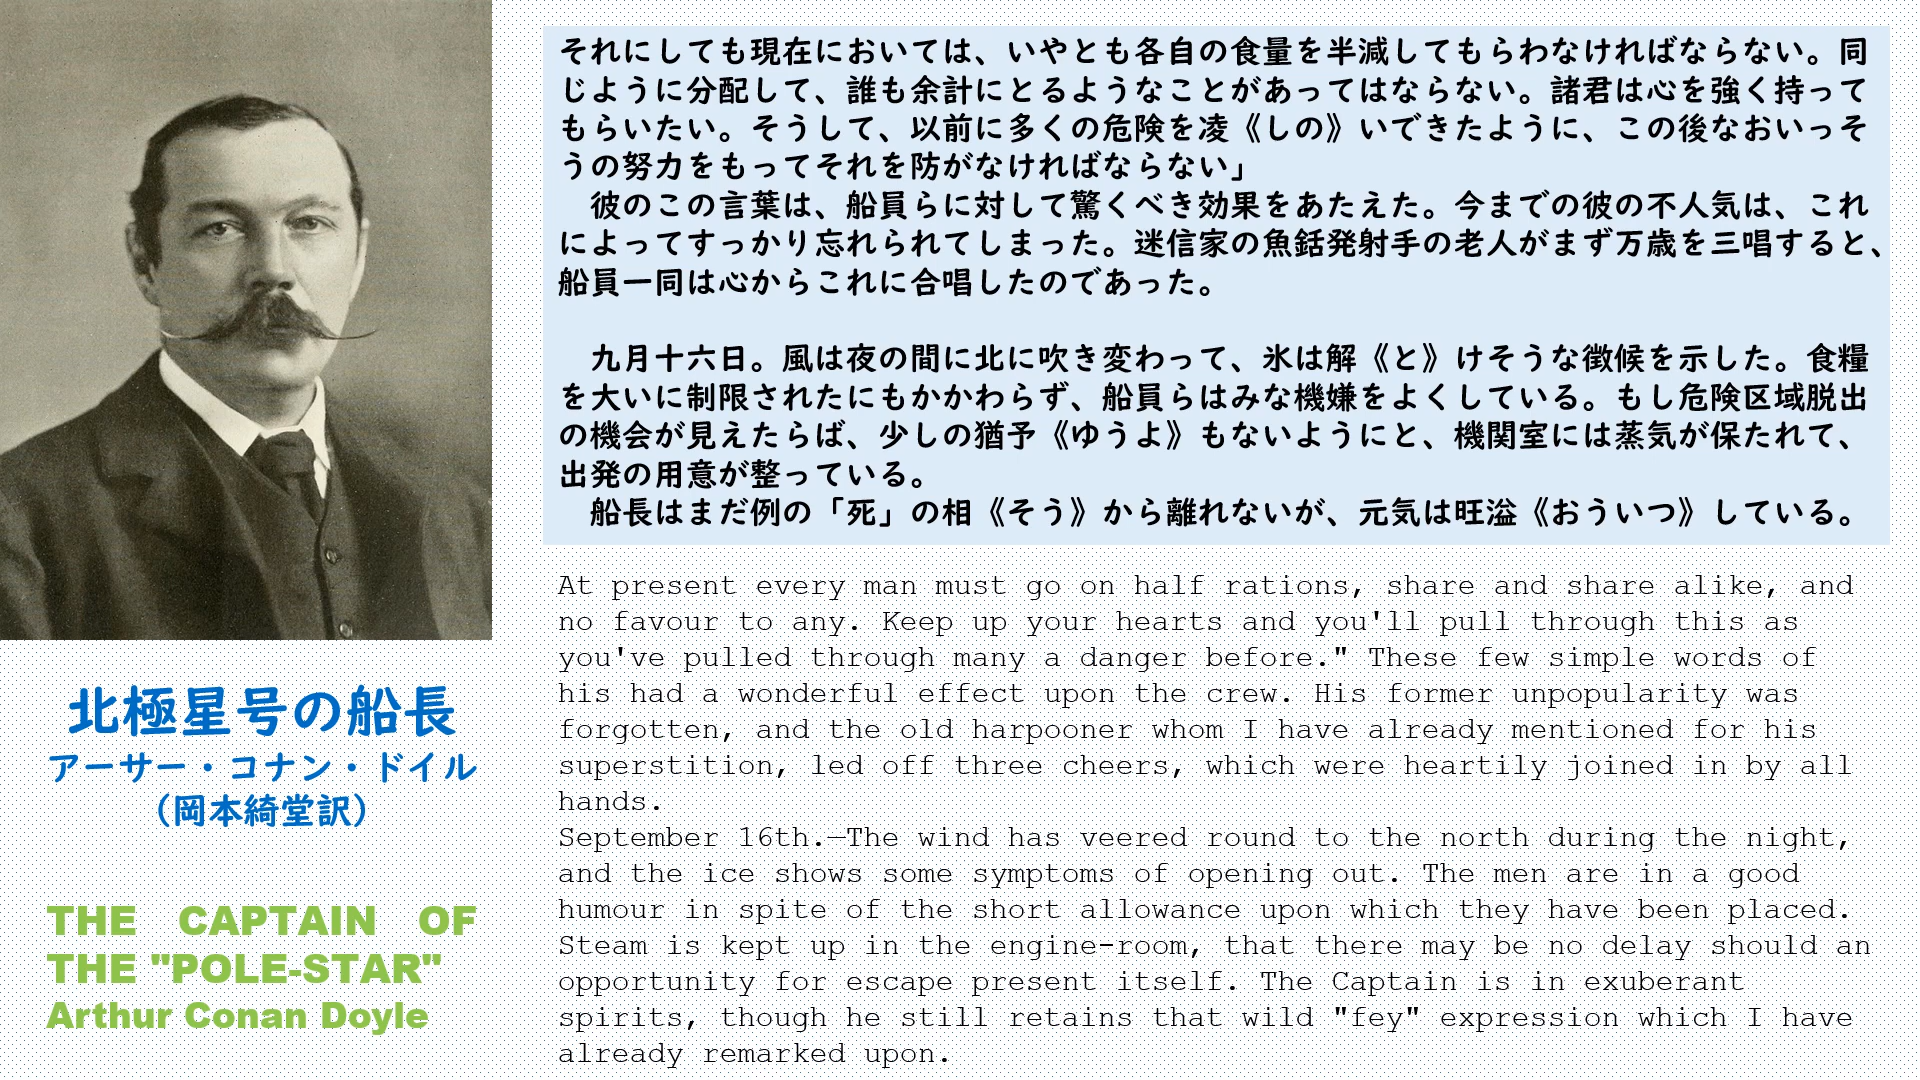 それにしても現在においては、いやとも各自の食量を半減してもらわなければならない。同
じように分配して、誰も余計にとるようなことがあってはならない。諸君は心を強く持って
もらいたい。そうして、以前に多くの危険を凌《しの》いできたように、この後なおいっそ
うの努力をもってそれを防がなければならない」
　彼のこの言葉は、船員らに対して驚くべき効果をあたえた。今までの彼の不人気は、これ
によってすっかり忘れられてしまった。迷信家の魚銛発射手の老人がまず万歳を三唱すると、
船員一同は心からこれに合唱したのであった。
　九月十六日。風は夜の間に北に吹き変わって、氷は解《と》けそうな徴候を示した。食糧
を大いに制限されたにもかかわらず、船員らはみな機嫌をよくしている。もし危険区域脱出
の機会が見えたらば、少しの猶予《ゆうよ》もないようにと、機関室には蒸気が保たれて、
出発の用意が整っている。
　船長はまだ例の「死」の相《そう》から離れないが、元気は旺溢《おういつ》している。
At present every man must go on half rations, share and share alike, and
no favour to any. Keep up your hearts and you'll pull through this as
you've pulled through many a danger before." These few simple words of
his had a wonderful effect upon the crew. His former unpopularity was
forgotten, and the old harpooner whom I have already mentioned for his
superstition, led off three cheers, which were heartily joined in by all
hands.
September 16th.—The wind has veered round to the north during the night,
and the ice shows some symptoms of opening out. The men are in a good
humour in spite of the short allowance upon which they have been placed.
Steam is kept up in the engine-room, that there may be no delay should an
opportunity for escape present itself. The Captain is in exuberant
spirits, though he still retains that wild "fey" expression which I have
already remarked upon.
北極星号の船長
アーサー・コナン・ドイル
（岡本綺堂訳）
THE CAPTAIN OF
THE "POLE-STAR"
Arthur Conan Doyle